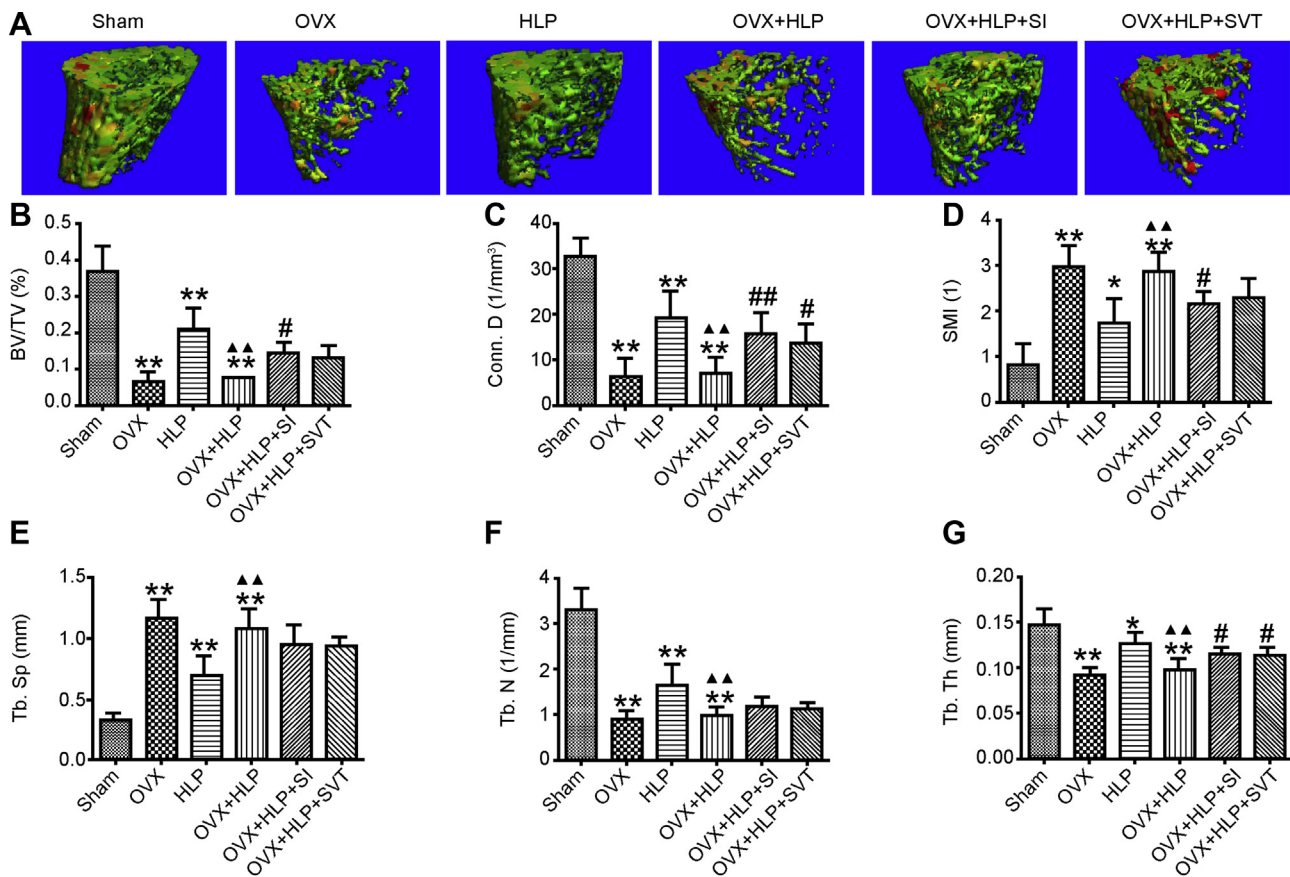 A Sham OVX HLP OVX+HLP OVX+HLP+SI OVX+HLP+SVT
B
BV/TV (%)
0.5
0.4
0.3
0.2
0.1
0.0
**
**
▲▲
**
#
Sham
OVX
HLP
OVX+HLP
OVX+HLP+SI
OVX+HLP+SVT
C
Conn. D (1/mm³)
40
30
20
10
0
**
**
▲▲
**
##
#
Sham
OVX
HLP
OVX+HLP
OVX+HLP+SI
OVX+HLP+SVT
D
SMI (1)
4
3
2
1
0
**
*
▲▲
**
#
Sham
OVX
HLP
OVX+HLP
OVX+HLP+SI
OVX+HLP+SVT
E
Tb. Sp (mm)
1.5
1.0
0.5
0.0
**
**
▲▲
**
Sham
OVX
HLP
OVX+HLP
OVX+HLP+SI
OVX+HLP+SVT
F
Tb. N (1/mm)
4
3
2
1
0
**
**
▲▲
**
Sham
OVX
HLP
OVX+HLP
OVX+HLP+SI
OVX+HLP+SVT
G
Tb. Th (mm)
0.20
0.15
0.10
0.05
0.00
**
*
▲▲
**
#
#
Sham
OVX
HLP
OVX+HLP
OVX+HLP+SI
OVX+HLP+SVT